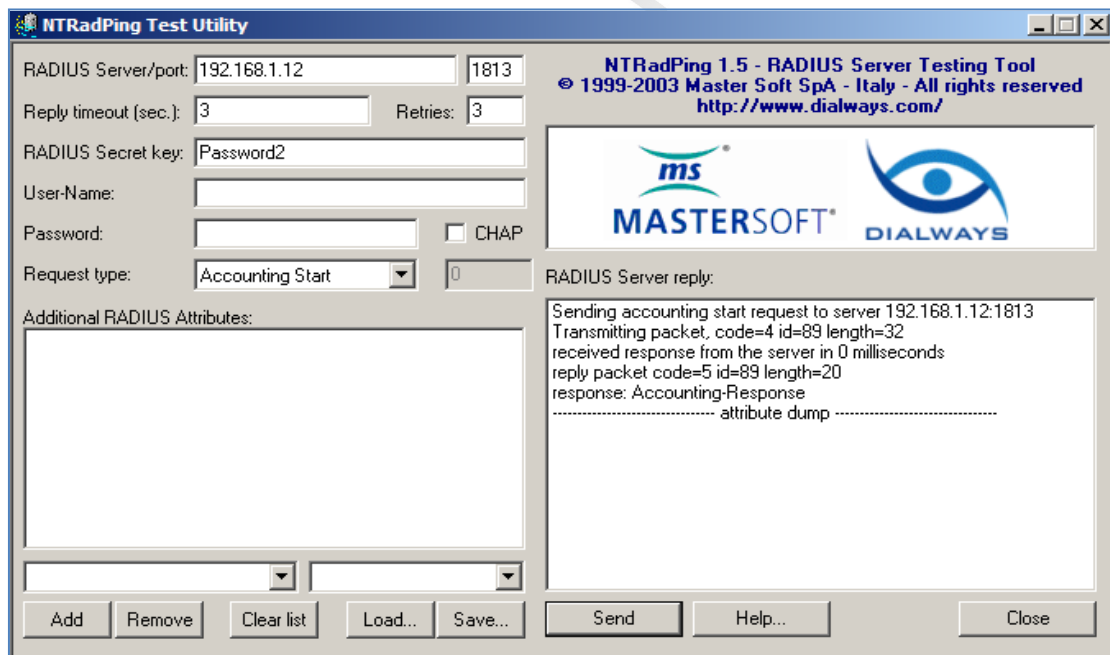 NTRadPing Test Utility
RADIUS Server/port: 192.168.1.12 1813
Reply timeout (sec.): 3 Retries: 3
RADIUS Secret key: Password2
User-Name:
Password: CHAP
Request type: Accounting Start 0
Additional RADIUS Attributes:
Add Remove Clear list Load... Save...
NTRadPing 1.5 - RADIUS Server Testing Tool
© 1999-2003 Master Soft SpA - Italy - All rights reserved
http://www.dialways.com/
ms
MASTERSOFT®
DIALWAYS
RADIUS Server reply:
Sending accounting start request to server 192.168.1.12:1813
Transmitting packet, code=4 id=89 length=32
received response from the server in 0 milliseconds
reply packet code=5 id=89 length=20
response: Accounting-Response
-------------------------------- attribute dump --------------------------------
Send Help... Close